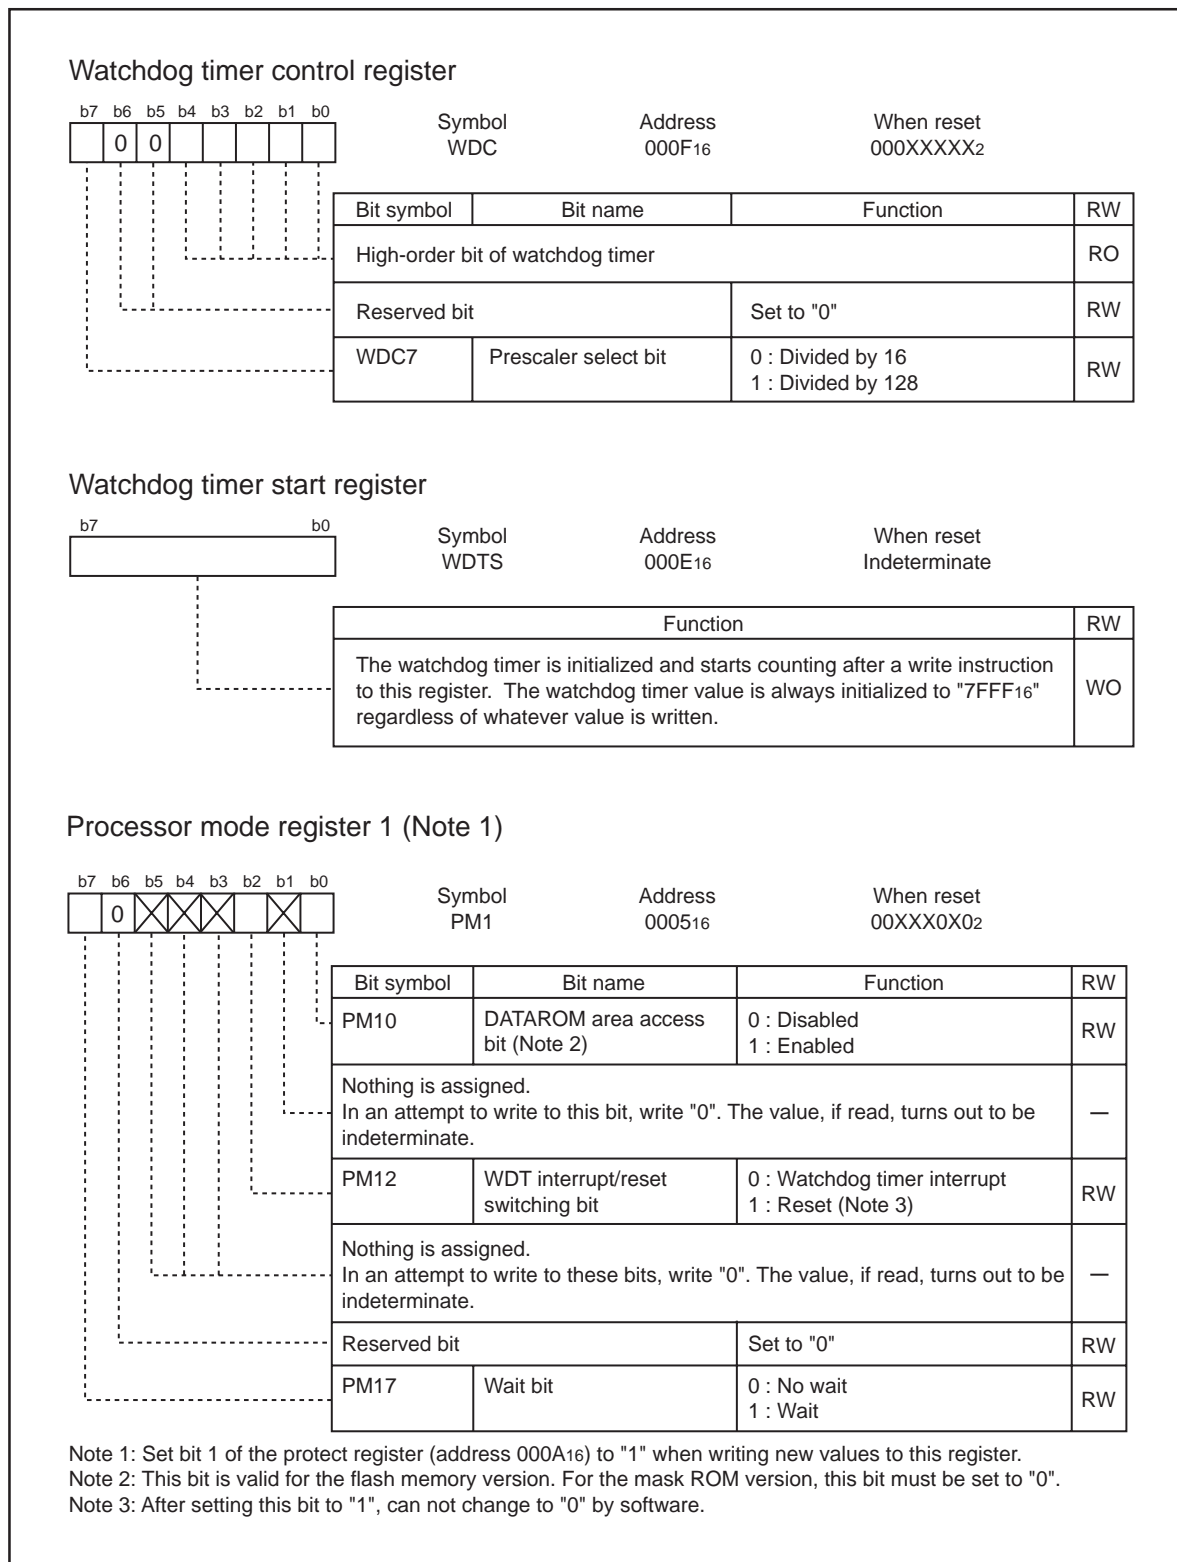 Watchdog timer control register
b7 b6 b5 b4 b3 b2 b1 b0
0 0
Symbol Address When reset
WDC 000F16 000XXXXX2
Bit symbol Bit name Function RW
High-order bit of watchdog timer RO
Reserved bit Set to "0" RW
WDC7 Prescaler select bit 0 : Divided by 16
1 : Divided by 128 RW
Watchdog timer start register
b7 b0
Symbol Address When reset
WDTS 000E16 Indeterminate
Function RW
The watchdog timer is initialized and starts counting after a write instruction
to this register. The watchdog timer value is always initialized to "7FFF16" WO
regardless of whatever value is written.
Processor mode register 1 (Note 1)
b7 b6 b5 b4 b3 b2 b1 b0
0
Symbol Address When reset
PM1 000516 00XXX0X02
Bit symbol Bit name Function RW
PM10 DATAROM area access 0 : Disabled
bit (Note 2) 1 : Enabled RW
Nothing is assigned.
In an attempt to write to this bit, write "0". The value, if read, turns out to be —
indeterminate.
PM12 WDT interrupt/reset 0 : Watchdog timer interrupt
switching bit 1 : Reset (Note 3) RW
Nothing is assigned.
In an attempt to write to these bits, write "0". The value, if read, turns out to be —
indeterminate.
Reserved bit Set to "0" RW
PM17 Wait bit 0 : No wait
1 : Wait RW
Note 1: Set bit 1 of the protect register (address 000A16) to "1" when writing new values to this register.
Note 2: This bit is valid for the flash memory version. For the mask ROM version, this bit must be set to "0".
Note 3: After setting this bit to "1", can not change to "0" by software.